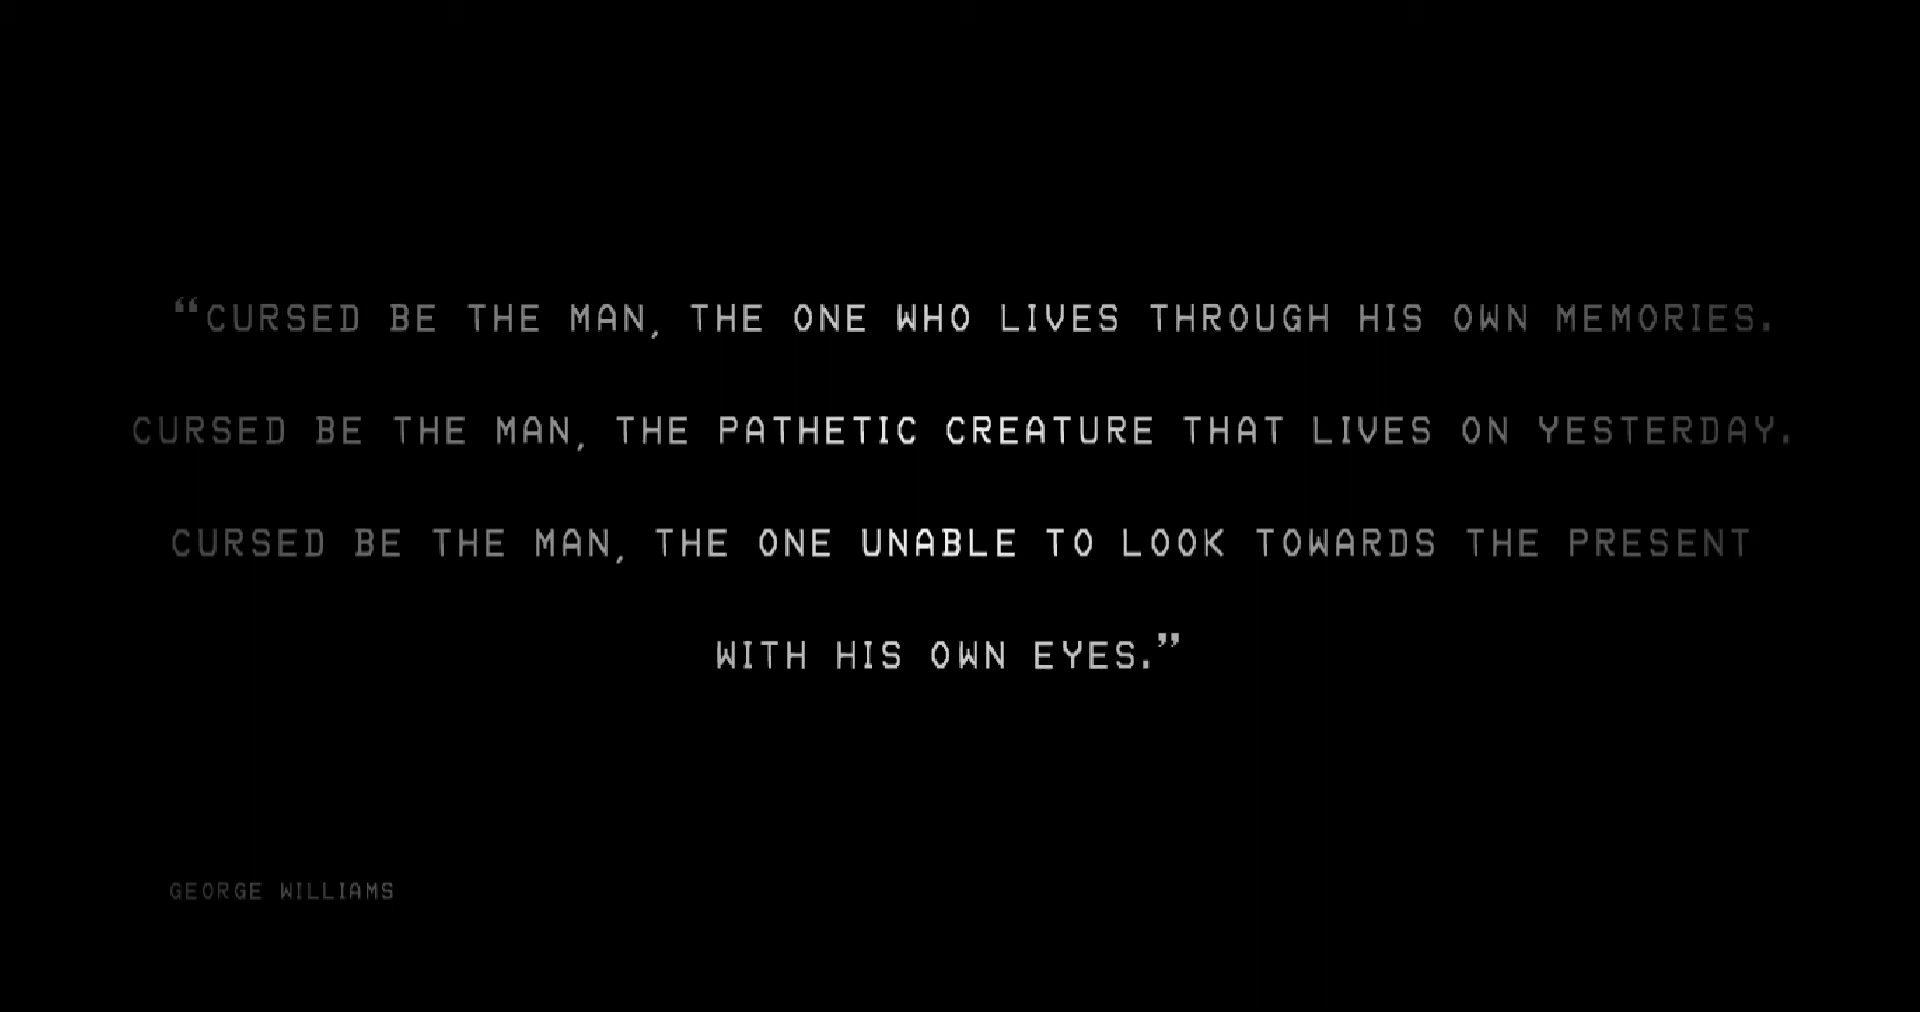 “CURSED BE THE MAN, THE ONE WHO LIVES THROUGH HIS OWN MEMORIES.
CURSED BE THE MAN, THE PATHETIC CREATURE THAT LIVES ON YESTERDAY.
CURSED BE THE MAN, THE ONE UNABLE TO LOOK TOWARDS THE PRESENT
WITH HIS OWN EYES.”
GEORGE WILLIAMS